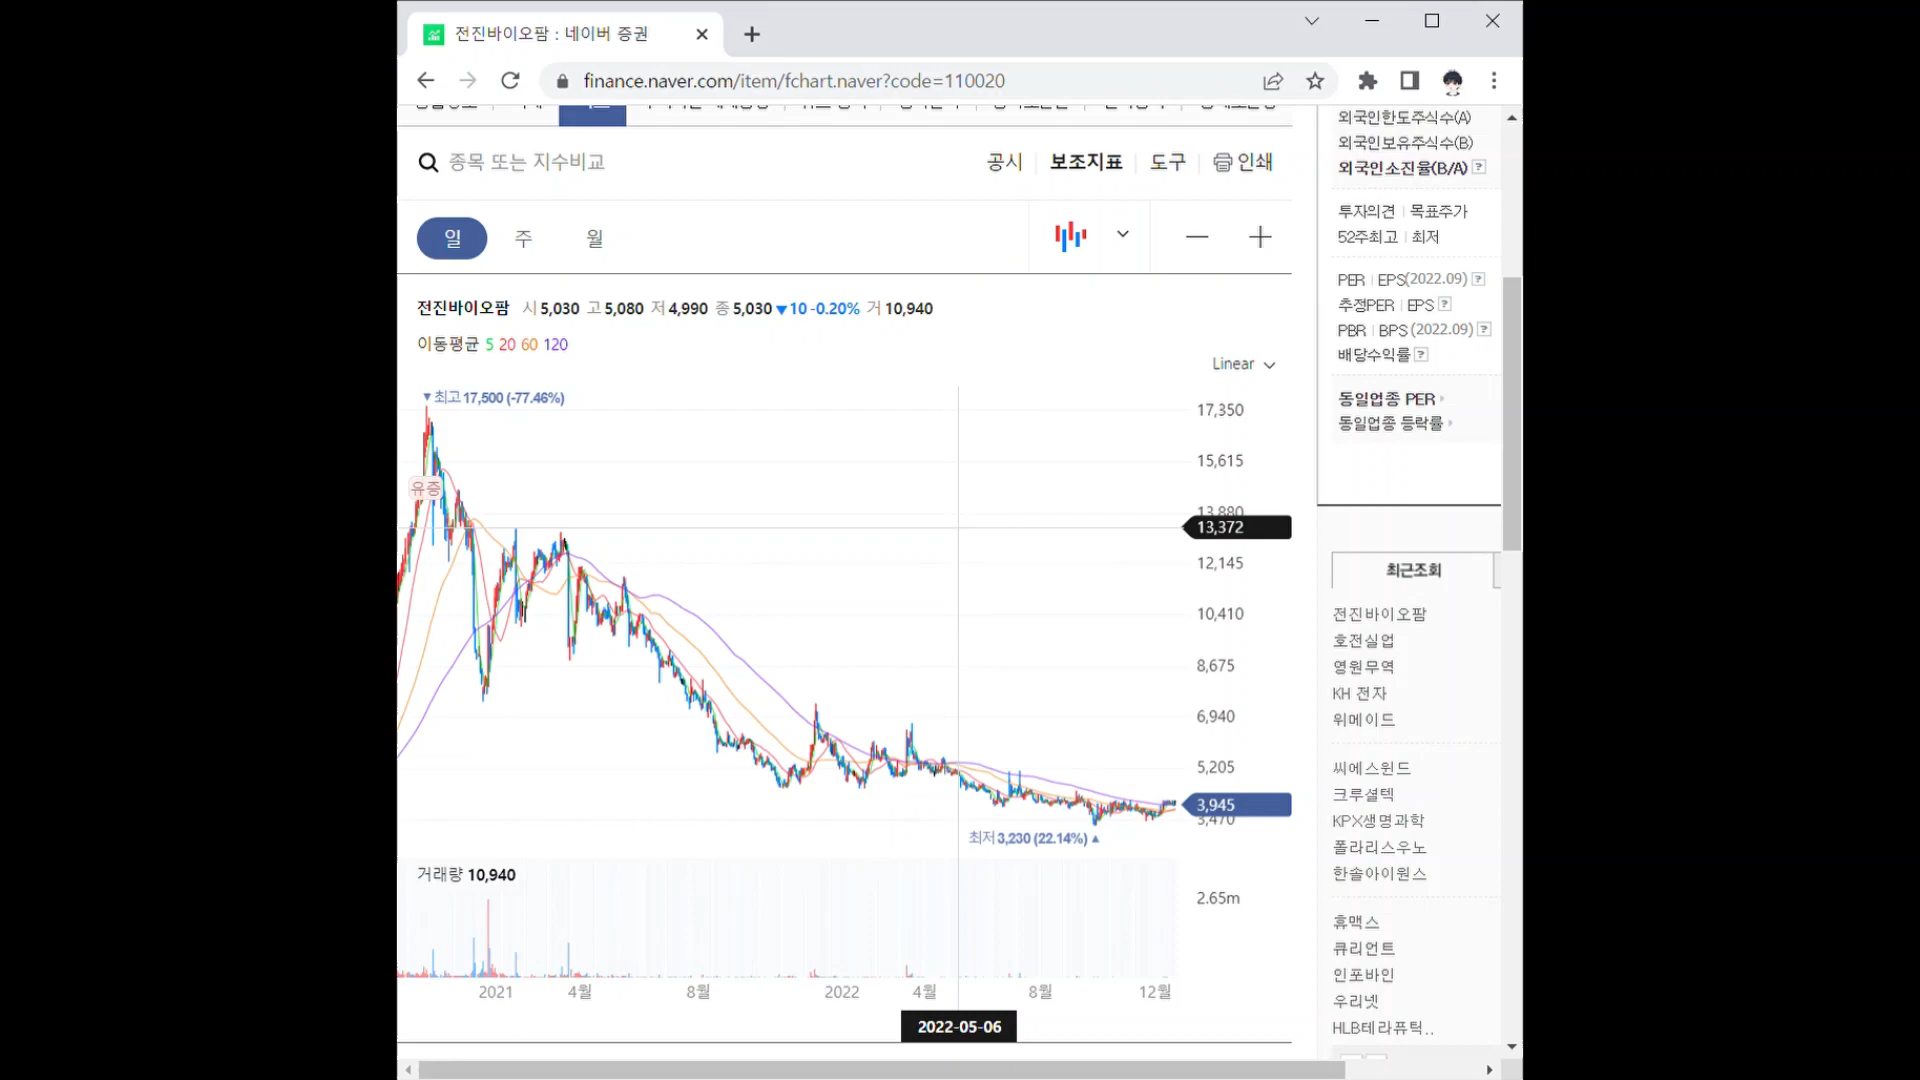 전진바이오팜 : 네이버 증권
finance.naver.com/item/fchart.naver?code=110020
종목 또는 지수비교
공시
보조지표
도구
인쇄
일
주
월
전진바이오팜 시 5,030 고 5,080 저 4,990 종 5,030 ▼10 -0.20% 거 10,940
이동평균 5 20 60 120
Linear
▼최고 17,500 (-77.46%)
유증
17,350
15,615
13,880
13,372
12,145
10,410
8,675
6,940
5,205
3,945
3,470
최저 3,230 (22.14%) ▲
거래량 10,940
2.65m
2021
4월
8월
2022
4월
8월
12월
2022-05-06
외국인한도주식수(A)
외국인보유주식수(B)
외국인소진율(B/A) ?
투자의견 | 목표주가
52주최고 | 최저
PER | EPS(2022.09) ?
추정PER | EPS ?
PBR | BPS (2022.09) ?
배당수익률 ?
동일업종 PER
동일업종 등락률
최근조회
전진바이오팜
호전실업
영원무역
KH 전자
위메이드
씨에스윈드
크루셜텍
KPX생명과학
폴라리스우노
한솔아이원스
휴맥스
큐리언트
인포바인
우리넷
HLB테라퓨틱..